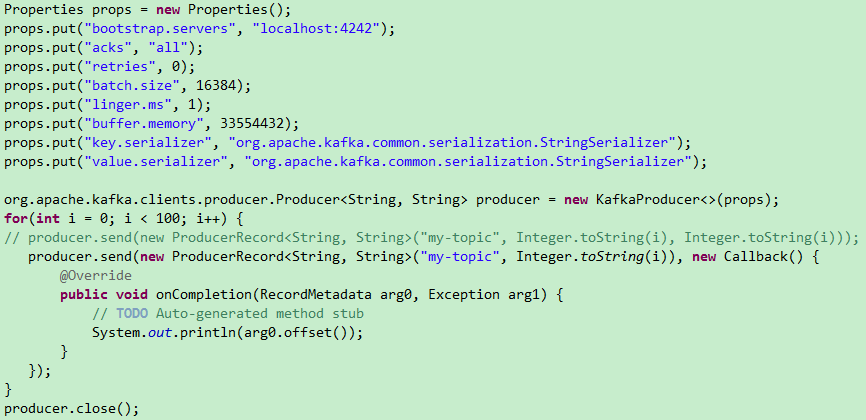 Properties props = new Properties();
props.put("bootstrap.servers", "localhost:4242");
props.put("acks", "all");
props.put("retries", 0);
props.put("batch.size", 16384);
props.put("linger.ms", 1);
props.put("buffer.memory", 33554432);
props.put("key.serializer", "org.apache.kafka.common.serialization.StringSerializer");
props.put("value.serializer", "org.apache.kafka.common.serialization.StringSerializer");

org.apache.kafka.clients.producer.Producer<String, String> producer = new KafkaProducer<>(props);
for(int i = 0; i < 100; i++) {
// producer.send(new ProducerRecord<String, String>("my-topic", Integer.toString(i), Integer.toString(i)));
   producer.send(new ProducerRecord<String, String>("my-topic", Integer.toString(i)), new Callback() {
       @Override
       public void onCompletion(RecordMetadata arg0, Exception arg1) {
           // TODO Auto-generated method stub
           System.out.println(arg0.offset());
       }
   });
}
producer.close();